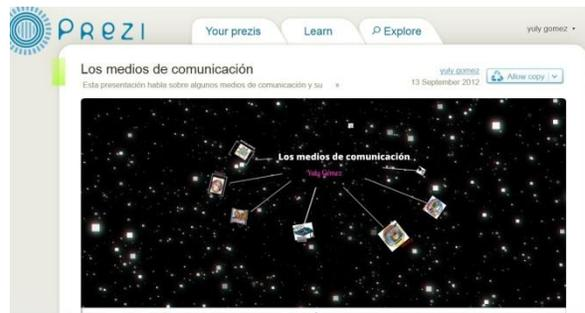 PREZI
Your prezis Learn Explore yuly gomez
Los medios de comunicación
Esta presentación habla sobre algunos medios de comunicación y su »
yuly gomez
13 September 2012
Allow copy
Los medios de comunicación
Yuly Gómez